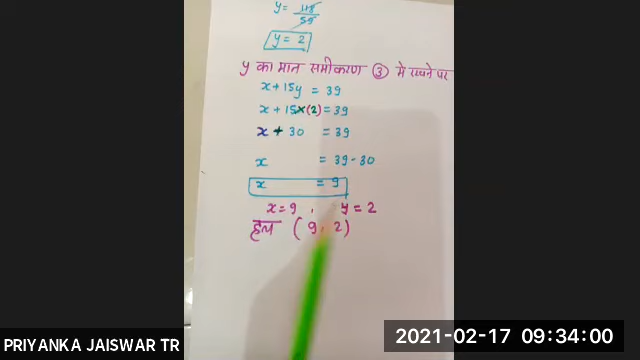 y = 118/59
y = 2
y का मान समीकरण ③ मे रखने पर
x + 15y = 39
x + 15×(2) = 39
x + 30 = 39
x = 39 - 30
x = 9
x = 9 , y = 2
हल ( 9, 2 )
PRIYANKA JAISWAR TR
2021-02-17 09:34:00